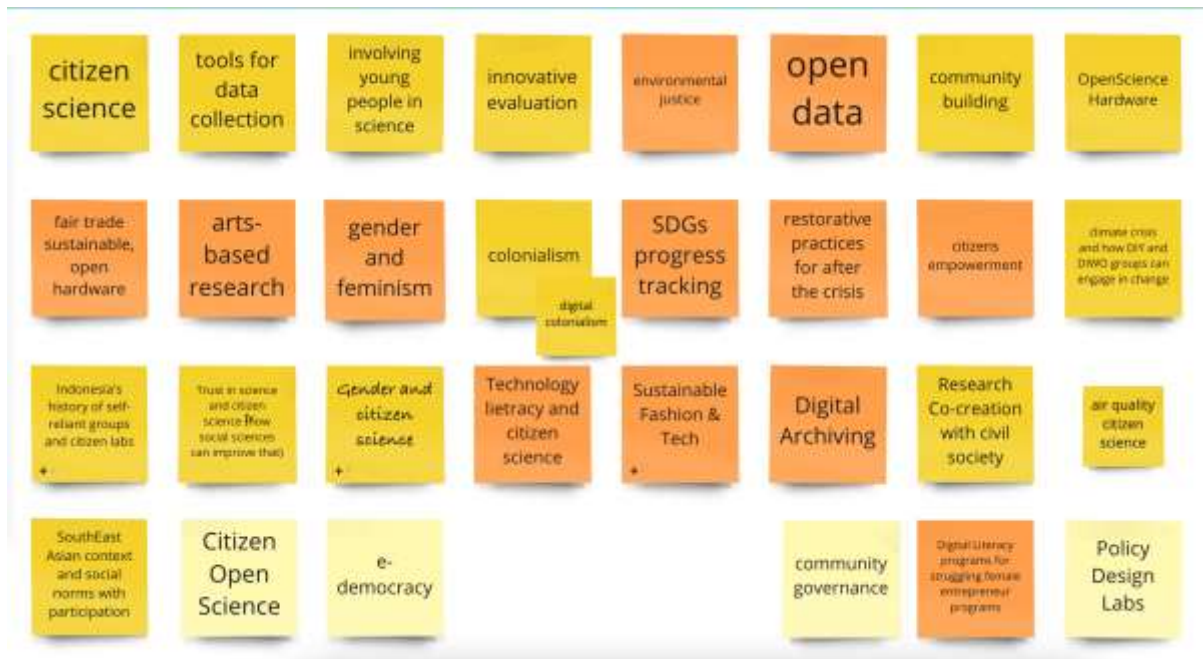 citizen
science
tools for
data
collection
involving
young
people in
science
innovative
evaluation
environmental
justice
open
data
community
building
OpenScience
Hardware
fair trade
sustainable,
open
hardware
arts-
based
research
gender
and
feminism
colonialism
digital
colonialism
SDGs
progress
tracking
restorative
practices
for after
the crisis
citizens
empowerment
climate crisis
and how DIY and
DIWO groups can
engage in change
Indonesia's
history of self-
reliant groups
and citizen labs
Trust in science
and citizen
science (How
social sciences
can improve that)
Gender and
citizen
science
Technology
lietracy and
citizen
science
Sustainable
Fashion &
Tech
Digital
Archiving
Research
Co-creation
with civil
society
air quality
citizen
science
SouthEast
Asian context
and social
norms with
participation
Citizen
Open
Science
e-
democracy
community
governance
Digital Literacy
programs for
struggling female
entrepreneur
programs
Policy
Design
Labs